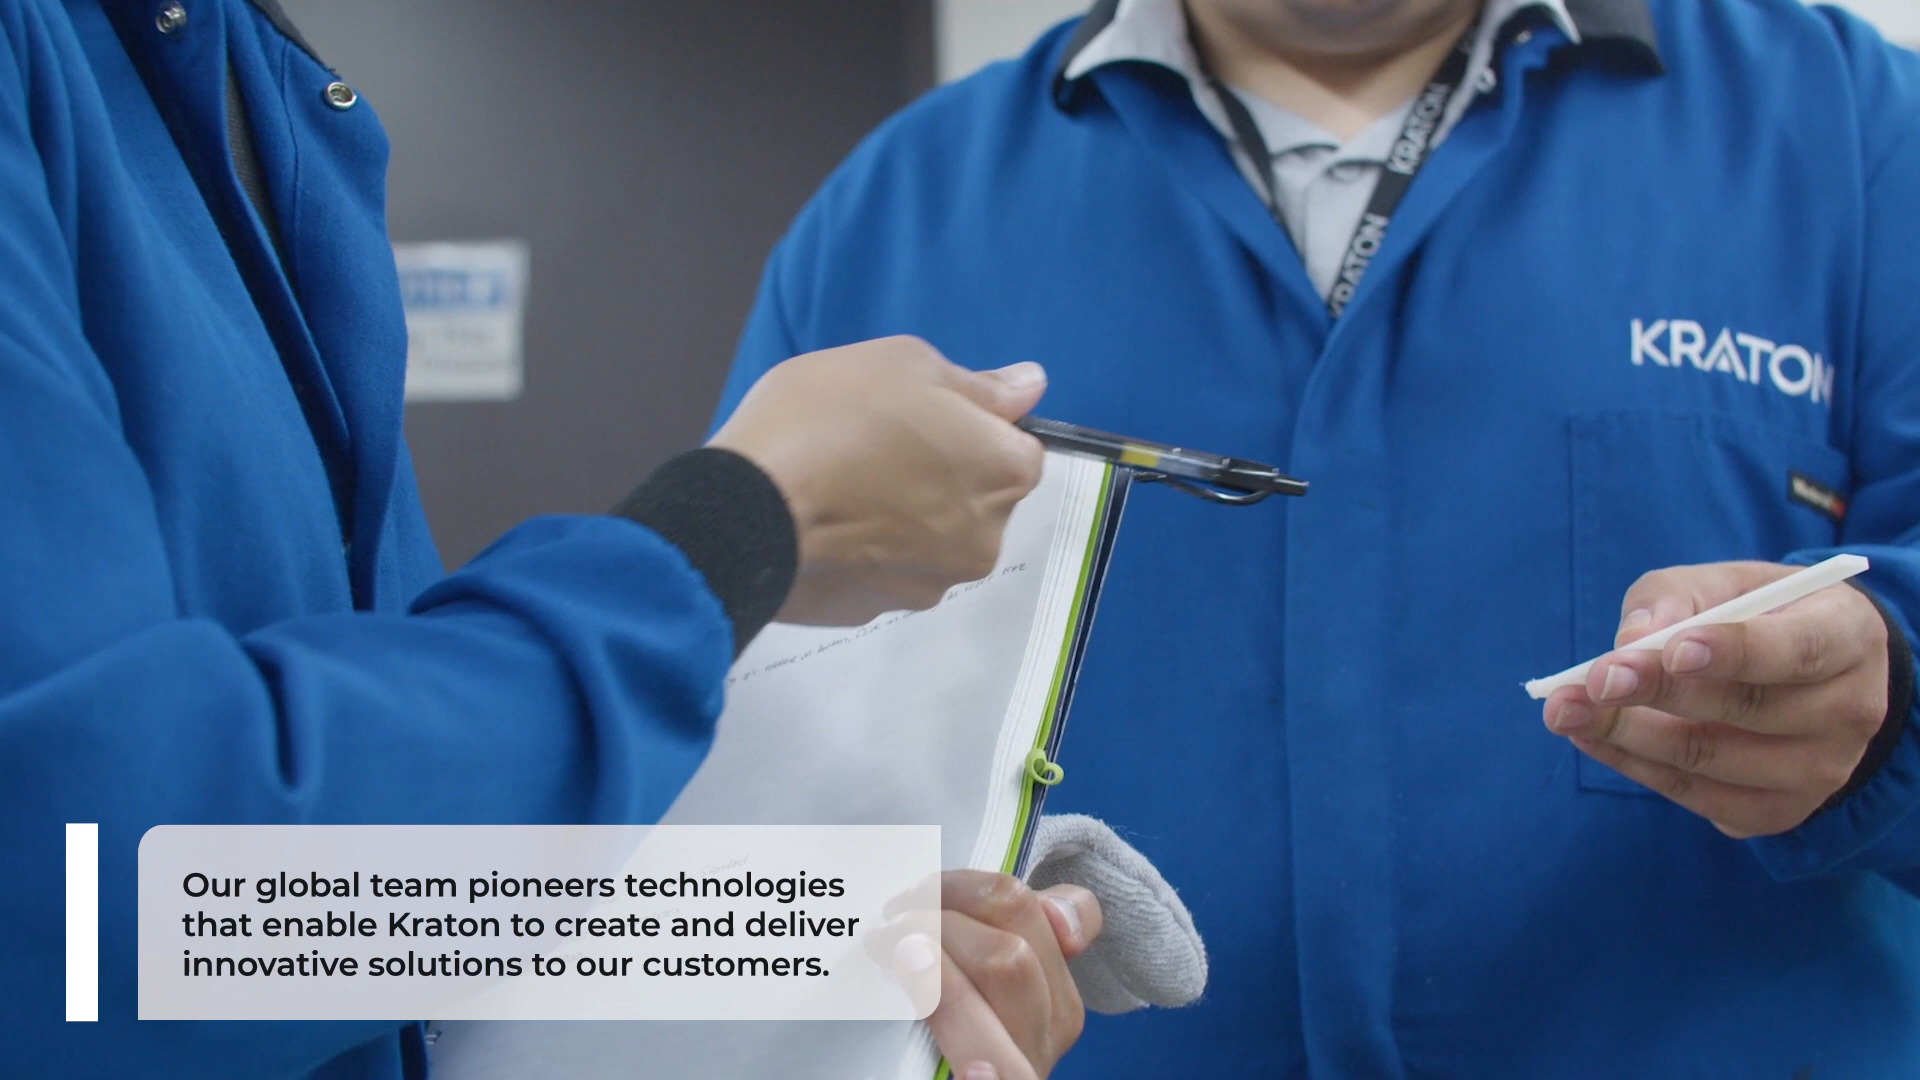 KRATON
KRATON
KRATON
Our global team pioneers technologies
that enable Kraton to create and deliver
innovative solutions to our customers.